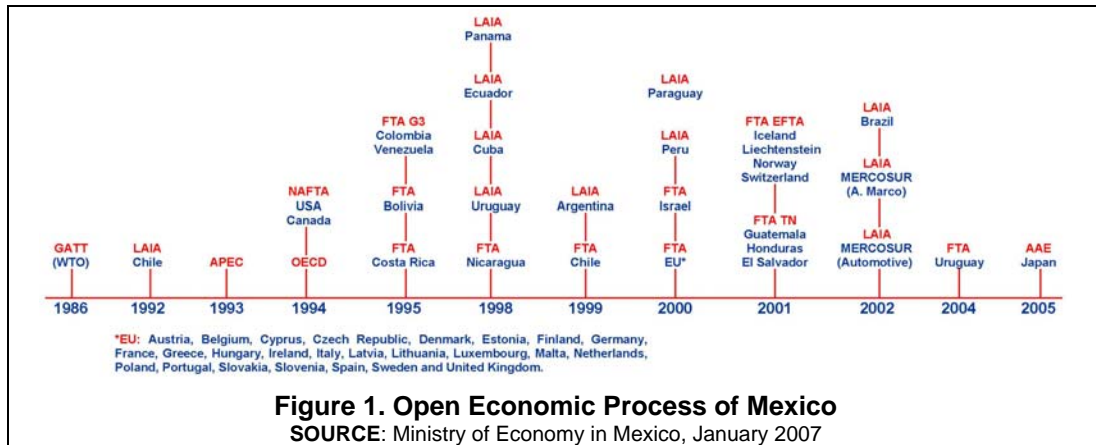 GATT
(WTO)
1986
LAIA
Chile
1992
APEC
1993
NAFTA
USA
Canada
OECD
1994
FTA G3
Colombia
Venezuela
FTA
Bolivia
FTA
Costa Rica
1995
LAIA
Panama
LAIA
Ecuador
LAIA
Cuba
LAIA
Uruguay
FTA
Nicaragua
1998
LAIA
Argentina
FTA
Chile
1999
LAIA
Paraguay
LAIA
Peru
FTA
Israel
FTA
EU*
2000
FTA EFTA
Iceland
Liechtenstein
Norway
Switzerland
FTA TN
Guatemala
Honduras
El Salvador
2001
LAIA
Brazil
LAIA
MERCOSUR
(A. Marco)
LAIA
MERCOSUR
(Automotive)
2002
FTA
Uruguay
2004
AAE
Japan
2005
*EU: Austria, Belgium, Cyprus, Czech Republic, Denmark, Estonia, Finland, Germany,
France, Greece, Hungary, Ireland, Italy, Latvia, Lithuania, Luxembourg, Malta, Netherlands,
Poland, Portugal, Slovakia, Slovenia, Spain, Sweden and United Kingdom.
Figure 1. Open Economic Process of Mexico
SOURCE: Ministry of Economy in Mexico, January 2007